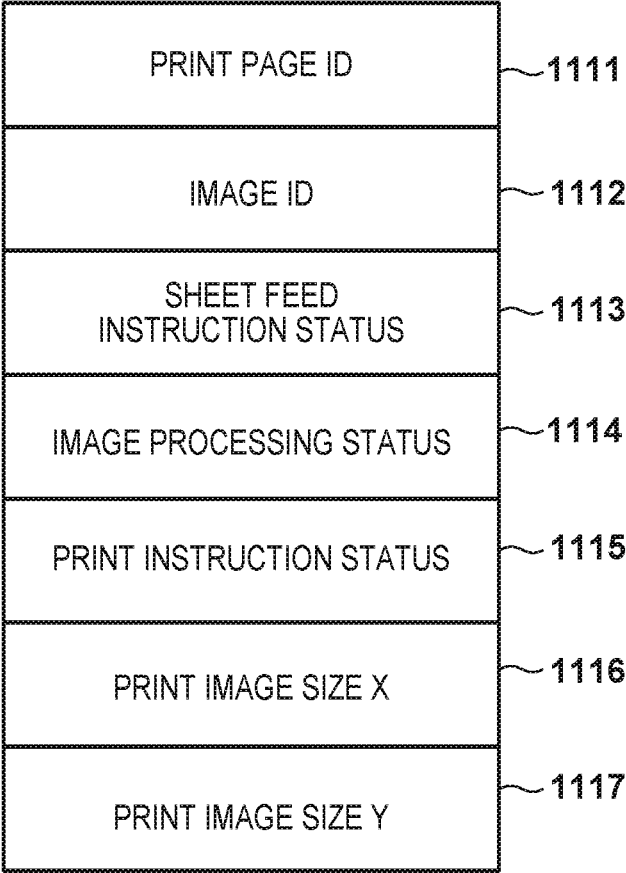 PRINT PAGE ID
1111
IMAGE ID
1112
SHEET FEED
INSTRUCTION STATUS
1113
IMAGE PROCESSING STATUS
1114
PRINT INSTRUCTION STATUS
1115
PRINT IMAGE SIZE X
1116
PRINT IMAGE SIZE Y
1117